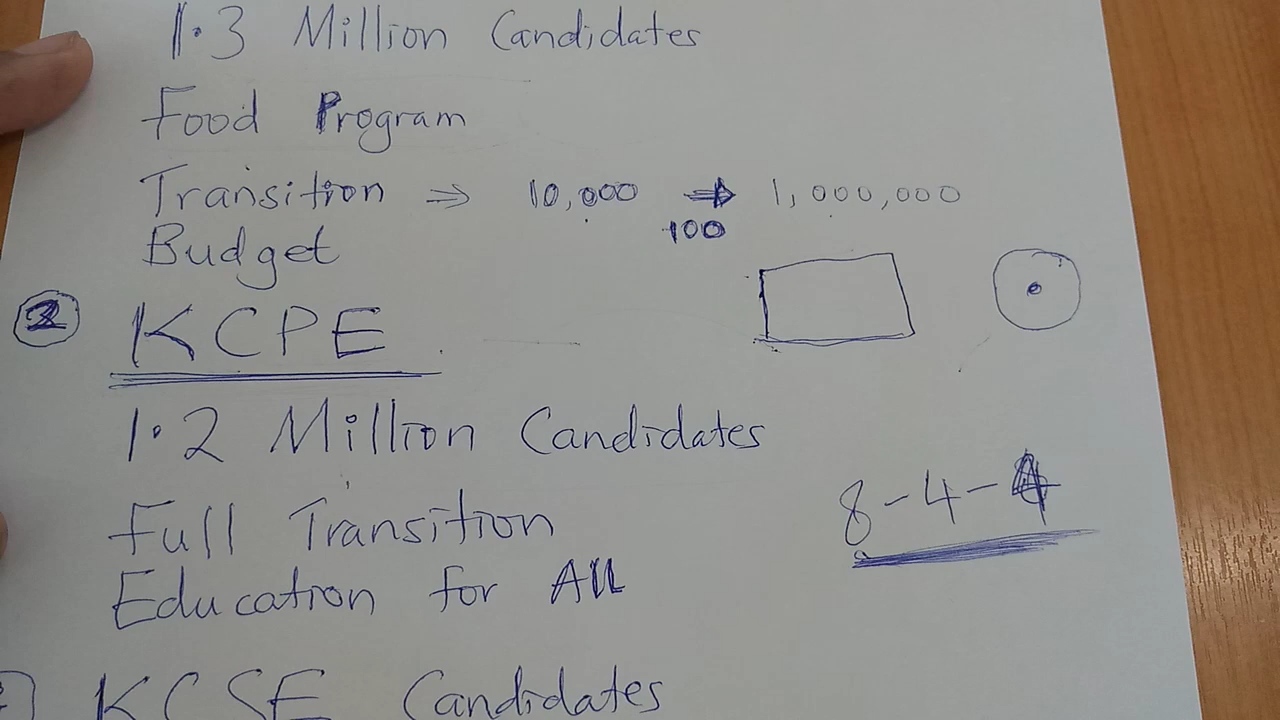 1.3 Million Candidates
Food Program
Transition ⇒ 10,000 ⇒ 1,000,000
100
Budget
2 KCPE
1.2 Million Candidates
8-4-4
Full Transition
Education for All
KCSE Candidates